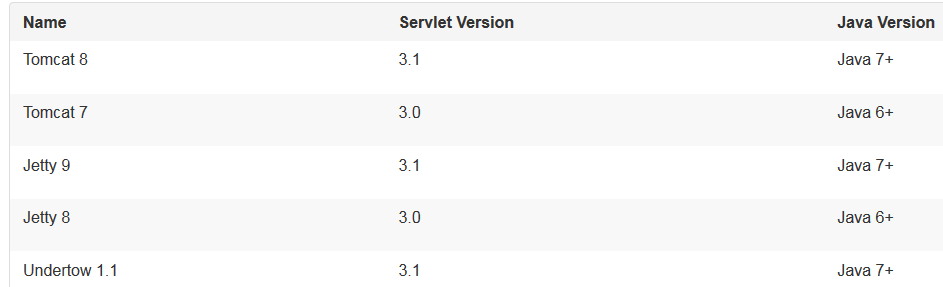 Name Servlet Version Java Version
Tomcat 8 3.1 Java 7+
Tomcat 7 3.0 Java 6+
Jetty 9 3.1 Java 7+
Jetty 8 3.0 Java 6+
Undertow 1.1 3.1 Java 7+